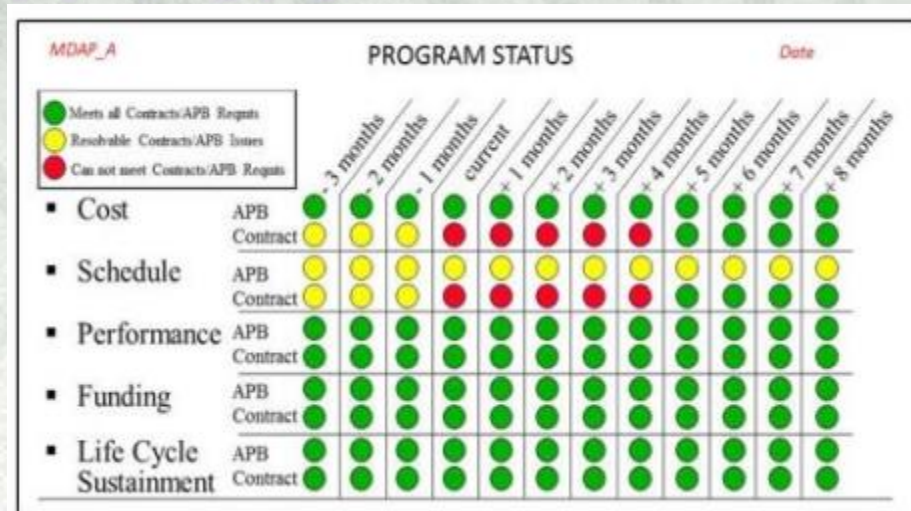 MDAP_A
PROGRAM STATUS
Date
Meets all Contracts/APB Reqmts
Resolvable Contracts/APB Issues
Can not meet Contracts/APB Reqmts
- 3 months
- 2 months
- 1 months
current
+ 1 months
+ 2 months
+ 3 months
+ 4 months
+ 5 months
+ 6 months
+ 7 months
+ 8 months
▪ Cost APB
Contract
▪ Schedule APB
Contract
▪ Performance APB
Contract
▪ Funding APB
Contract
▪ Life Cycle APB
Sustainment Contract